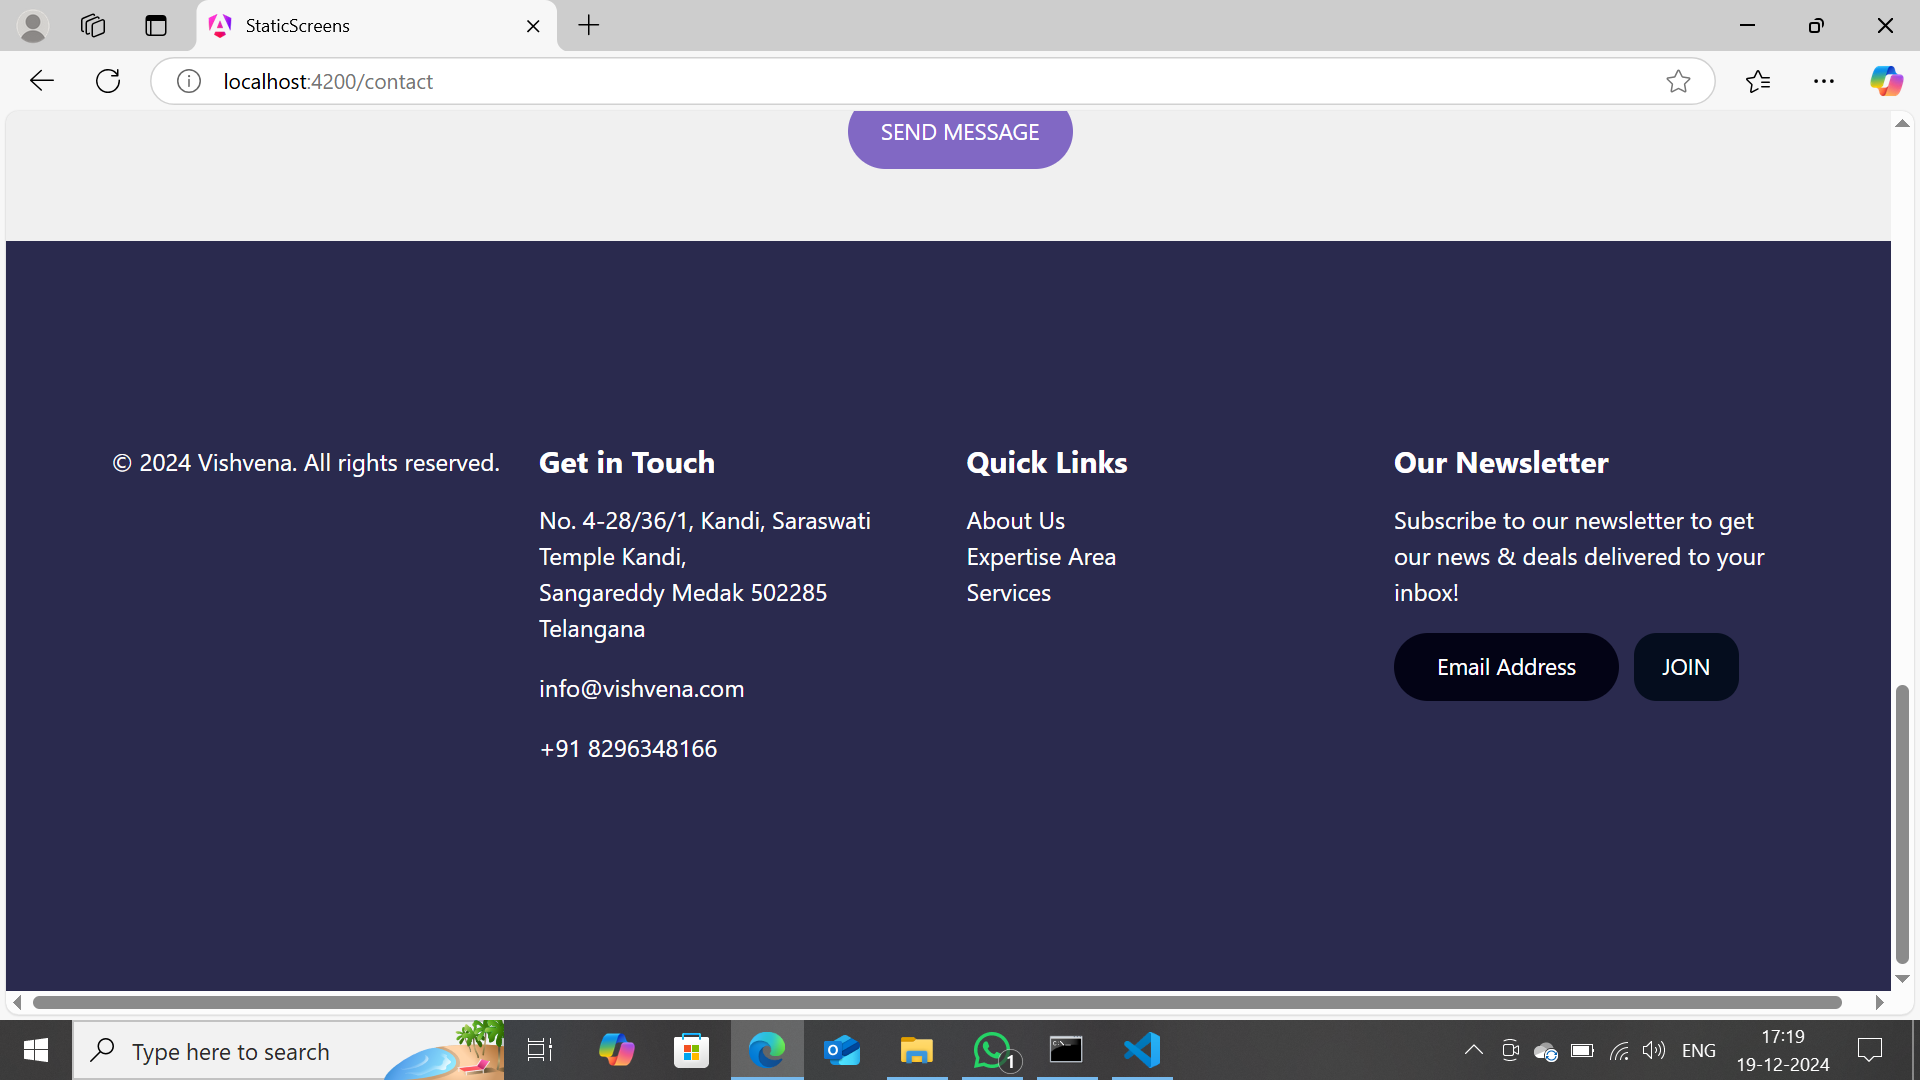 StaticScreens
localhost:4200/contact
SEND MESSAGE
© 2024 Vishvena. All rights reserved.
Get in Touch
No. 4-28/36/1, Kandi, Saraswati
Temple Kandi,
Sangareddy Medak 502285
Telangana
info@vishvena.com
+91 8296348166
Quick Links
About Us
Expertise Area
Services
Our Newsletter
Subscribe to our newsletter to get
our news & deals delivered to your
inbox!
Email Address
JOIN
Type here to search
1
ENG
17:19
19-12-2024